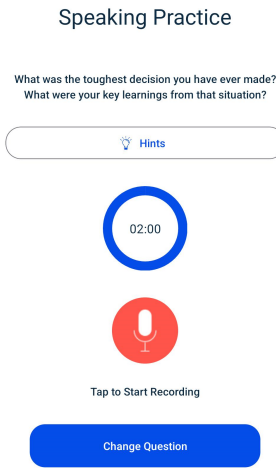 Speaking Practice
What was the toughest decision you have ever made?
What were your key learnings from that situation?
Hints
02:00
Tap to Start Recording
Change Question